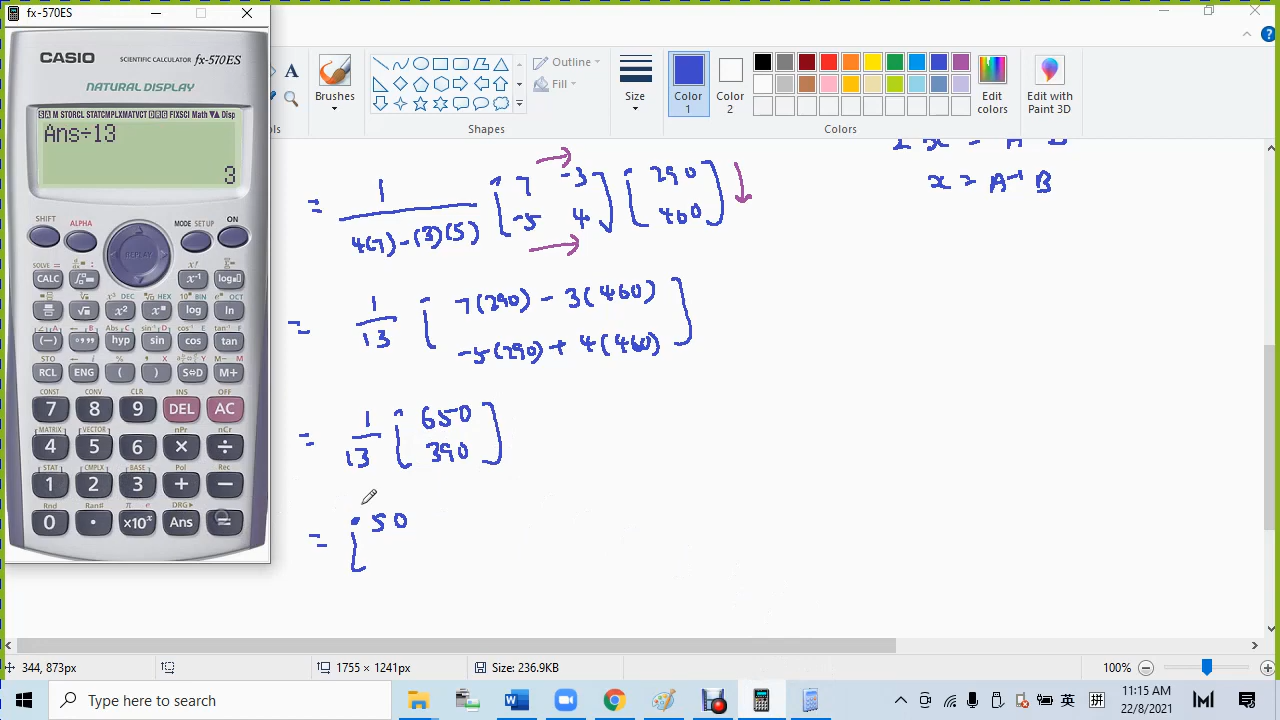 fx-570ES
CASIO
SCIENTIFIC CALCULATOR fx-570ES
NATURAL DISPLAY
Ans÷13
3
SHIFT ALPHA REPLAY MODE SETUP ON
CALC x⁻¹ log
√ x² log ln
(−) hyp sin cos tan
RCL ENG ( ) S⇔D M+
7 8 9 DEL AC
4 5 6 × ÷
1 2 3 + −
0 • ×10ˣ Ans =
A
Brushes
Outline
Fill
Shapes
Size
Color 1
Color 2
Edit colors
Edit with Paint 3D
Colors
x = A⁻¹ B
= 1/(4(7) - (3)(5)) [7 -3; -5 4] [290; 460]
= 1/13 [7(290) - 3(460); -5(290) + 4(460)]
= 1/13 [650; 390]
= [50
344, 873px
1755 × 1241px
Size: 236.9KB
100%
Type here to search
英
拼
11:15 AM
22/8/2021